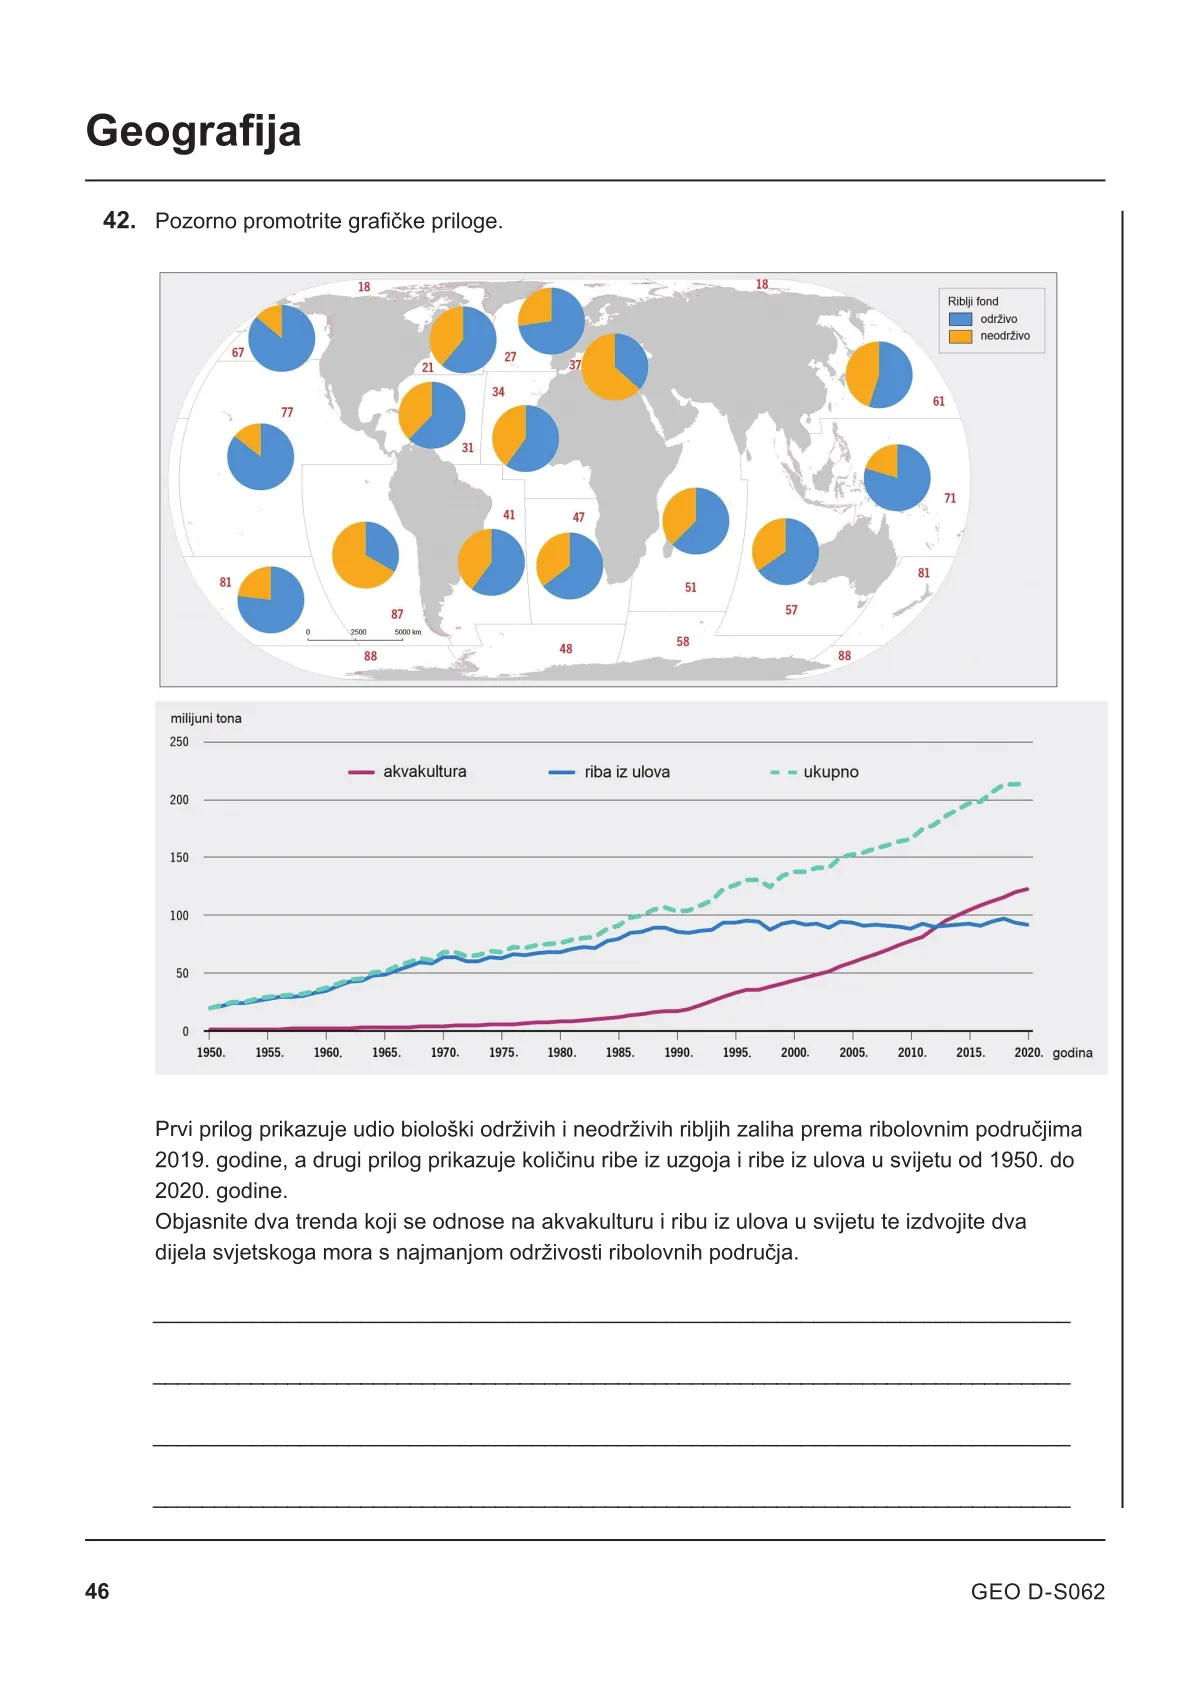 Geografija
42. Pozorno promotrite grafičke priloge.
18
18
Riblji fond
održivo
neodrživo
67
21
27
37
61
77
34
31
71
41
47
81
87
51
57
81
0 2500 5000 km
88
48
58
88
milijuni tona
250
akvakultura riba iz ulova ukupno
200
150
100
50
0
1950. 1955. 1960. 1965. 1970. 1975. 1980. 1985. 1990. 1995. 2000. 2005. 2010. 2015. 2020. godina
Prvi prilog prikazuje udio biološki održivih i neodrživih ribljih zaliha prema ribolovnim područjima
2019. godine, a drugi prilog prikazuje količinu ribe iz uzgoja i ribe iz ulova u svijetu od 1950. do
2020. godine.
Objasnite dva trenda koji se odnose na akvakulturu i ribu iz ulova u svijetu te izdvojite dva
dijela svjetskoga mora s najmanjom održivosti ribolovnih područja.
46
GEO D-S062